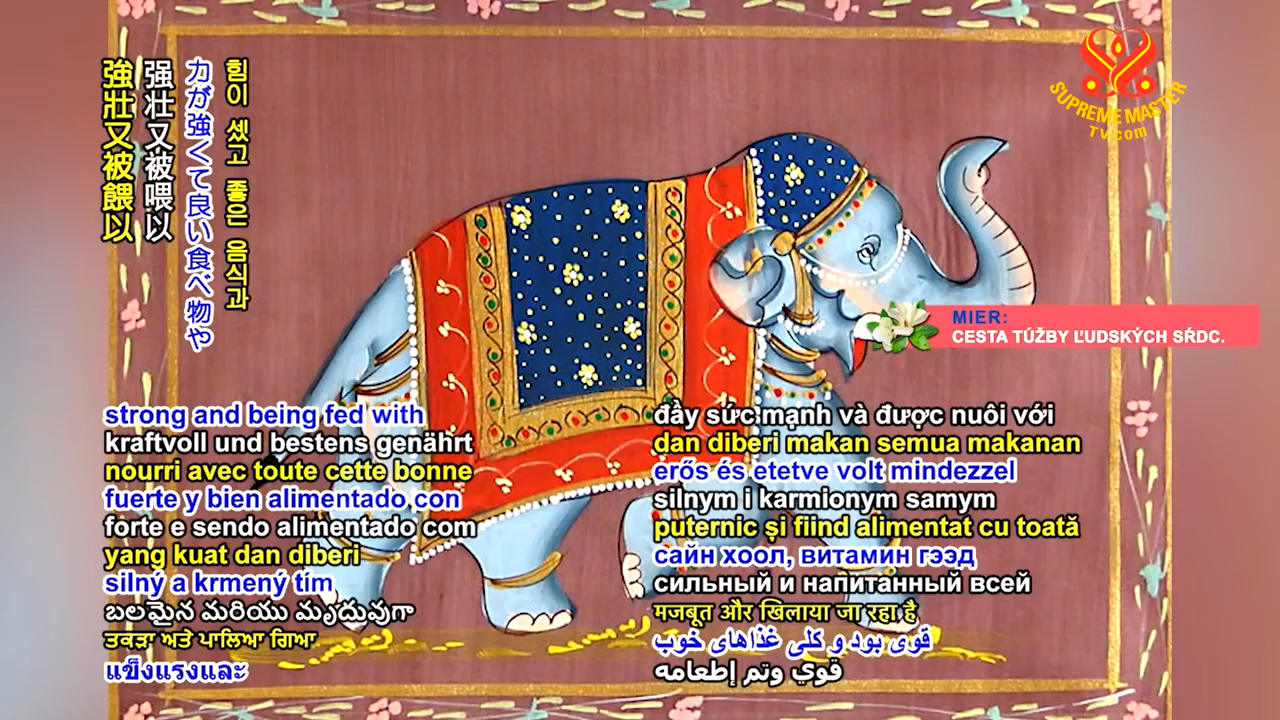 SUPREME MASTER
TV.com
強壯又被餵以
强壮又被喂以
力が強くて良い食べ物や
힘이 셌고 좋은 음식과
MIER:
CESTA TÚŽBY ĽUDSKÝCH SŔDC.
strong and being fed with
kraftvoll und bestens genährt
nourri avec toute cette bonne
fuerte y bien alimentado con
forte e sendo alimentado com
yang kuat dan diberi
silný a krmený tím
బలమైన మరియు మృదువుగా
ਤਕੜਾ ਅਤੇ ਪਾਲਿਆ ਗਿਆ
แข็งแรงและ
đầy sức mạnh và được nuôi với
dan diberi makan semua makanan
erős és etetve volt mindezzel
silnym i karmionym samym
puternic și fiind alimentat cu toată
сайн хоол, витамин гээд
сильный и напитанный всей
मजबूत और खिलाया जा रहा है
قوی بود و کلی غذاهای خوب
قوي وتم إطعامه